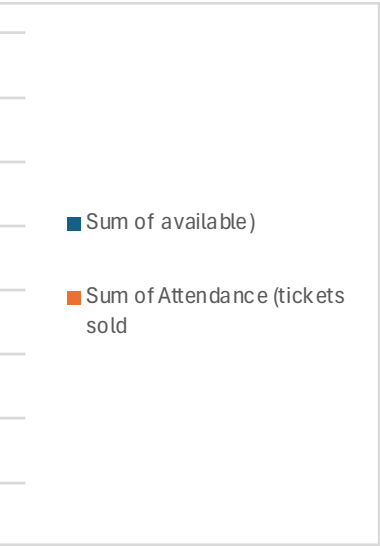 Sum of available)
Sum of Attendance (tickets
sold